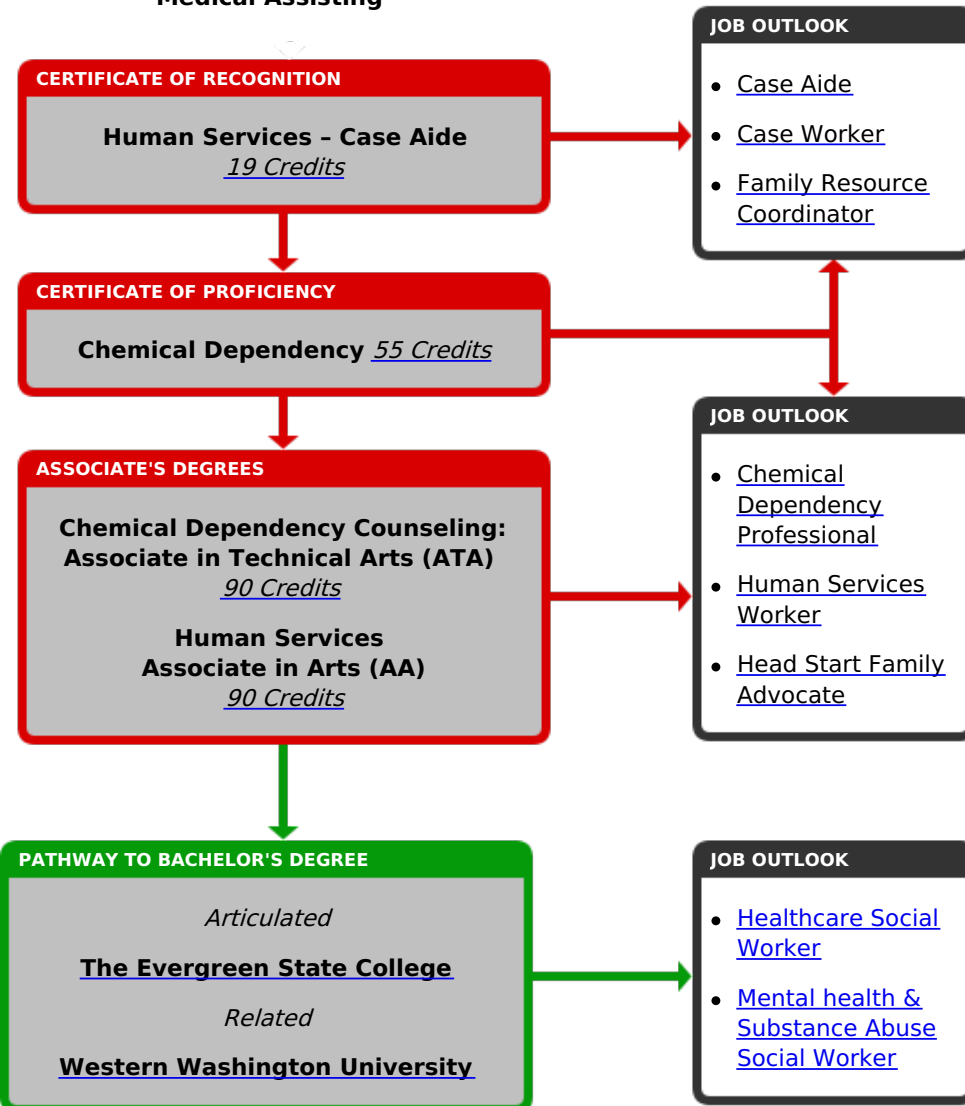 Medical Assisting
CERTIFICATE OF RECOGNITION
Human Services – Case Aide
19 Credits
JOB OUTLOOK
Case Aide
Case Worker
Family Resource
Coordinator
CERTIFICATE OF PROFICIENCY
Chemical Dependency 55 Credits
ASSOCIATE'S DEGREES
Chemical Dependency Counseling:
Associate in Technical Arts (ATA)
90 Credits
Human Services
Associate in Arts (AA)
90 Credits
JOB OUTLOOK
Chemical
Dependency
Professional
Human Services
Worker
Head Start Family
Advocate
PATHWAY TO BACHELOR'S DEGREE
Articulated
The Evergreen State College
Related
Western Washington University
JOB OUTLOOK
Healthcare Social
Worker
Mental health &
Substance Abuse
Social Worker